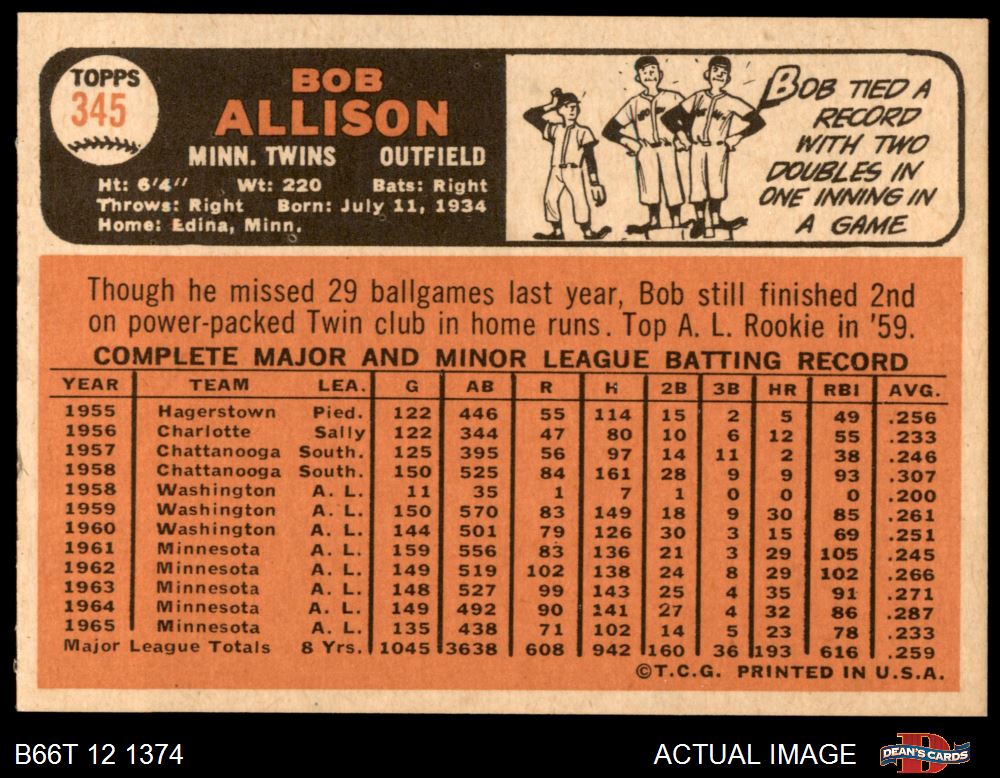 TOPPS
345
BOB
ALLISON
MINN. TWINS OUTFIELD
Ht: 6'4" Wt: 220 Bats: Right
Throws: Right Born: July 11, 1934
Home: Edina, Minn.
BOB TIED A
RECORD
WITH TWO
DOUBLES IN
ONE INNING IN
A GAME
Though he missed 29 ballgames last year, Bob still finished 2nd
on power-packed Twin club in home runs. Top A. L. Rookie in '59.
COMPLETE MAJOR AND MINOR LEAGUE BATTING RECORD
YEAR TEAM LEA. G AB R H 2B 3B HR RBI AVG.
1955 Hagerstown Pied. 122 446 55 114 15 2 5 49 .256
1956 Charlotte Sally 122 344 47 80 10 6 12 55 .233
1957 Chattanooga South. 125 395 56 97 14 11 2 38 .246
1958 Chattanooga South. 150 525 84 161 28 9 9 93 .307
1958 Washington A. L. 11 35 1 7 1 0 0 0 .200
1959 Washington A. L. 150 570 83 149 18 9 30 85 .261
1960 Washington A. L. 144 501 79 126 30 3 15 69 .251
1961 Minnesota A. L. 159 556 83 136 21 3 29 105 .245
1962 Minnesota A. L. 149 519 102 138 24 8 29 102 .266
1963 Minnesota A. L. 148 527 99 143 25 4 35 91 .271
1964 Minnesota A. L. 149 492 90 141 27 4 32 86 .287
1965 Minnesota A. L. 135 438 71 102 14 5 23 78 .233
Major League Totals 8 Yrs. 1045 3638 608 942 160 36 193 616 .259
©T.C.G. PRINTED IN U.S.A.
B66T 12 1374
ACTUAL IMAGE
DEAN'S CARDS